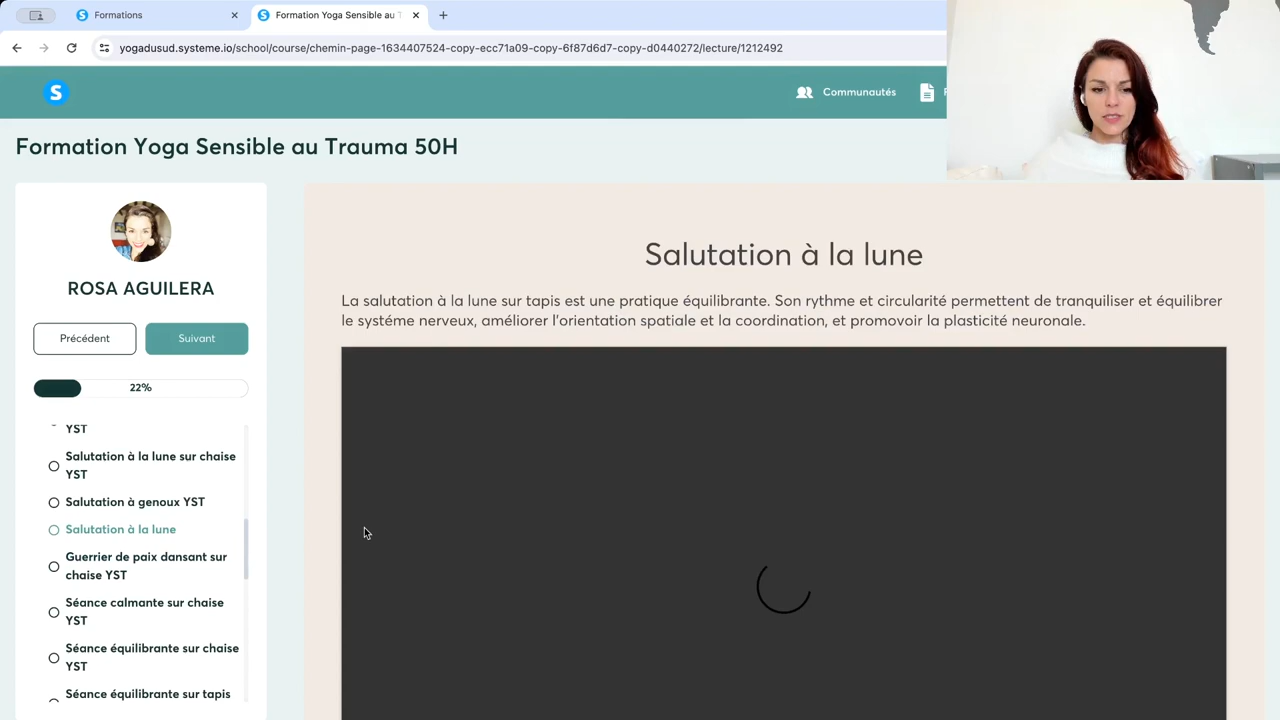 Formations
Formation Yoga Sensible au
yogadusud.systeme.io/school/course/chemin-page-1634407524-copy-ecc71a09-copy-6f87d6d7-copy-d0440272/lecture/1212492
S
Communautés
Formation Yoga Sensible au Trauma 50H
ROSA AGUILERA
Précédent
Suivant
22%
YST
Salutation à la lune sur chaise
YST
Salutation à genoux YST
Salutation à la lune
Guerrier de paix dansant sur
chaise YST
Séance calmante sur chaise
YST
Séance équilibrante sur chaise
YST
Séance équilibrante sur tapis
Salutation à la lune
La salutation à la lune sur tapis est une pratique équilibrante. Son rythme et circularité permettent de tranquiliser et équilibrer
le systéme nerveux, améliorer l'orientation spatiale et la coordination, et promovoir la plasticité neuronale.